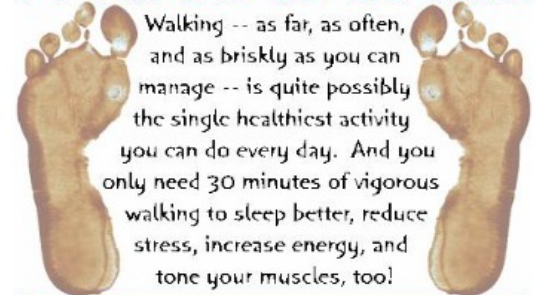 Walking -- as far, as often,
and as briskly as you can
manage -- is quite possibly
the single healthiest activity
you can do every day. And you
only need 30 minutes of vigorous
walking to sleep better, reduce
stress, increase energy, and
tone your muscles, too!